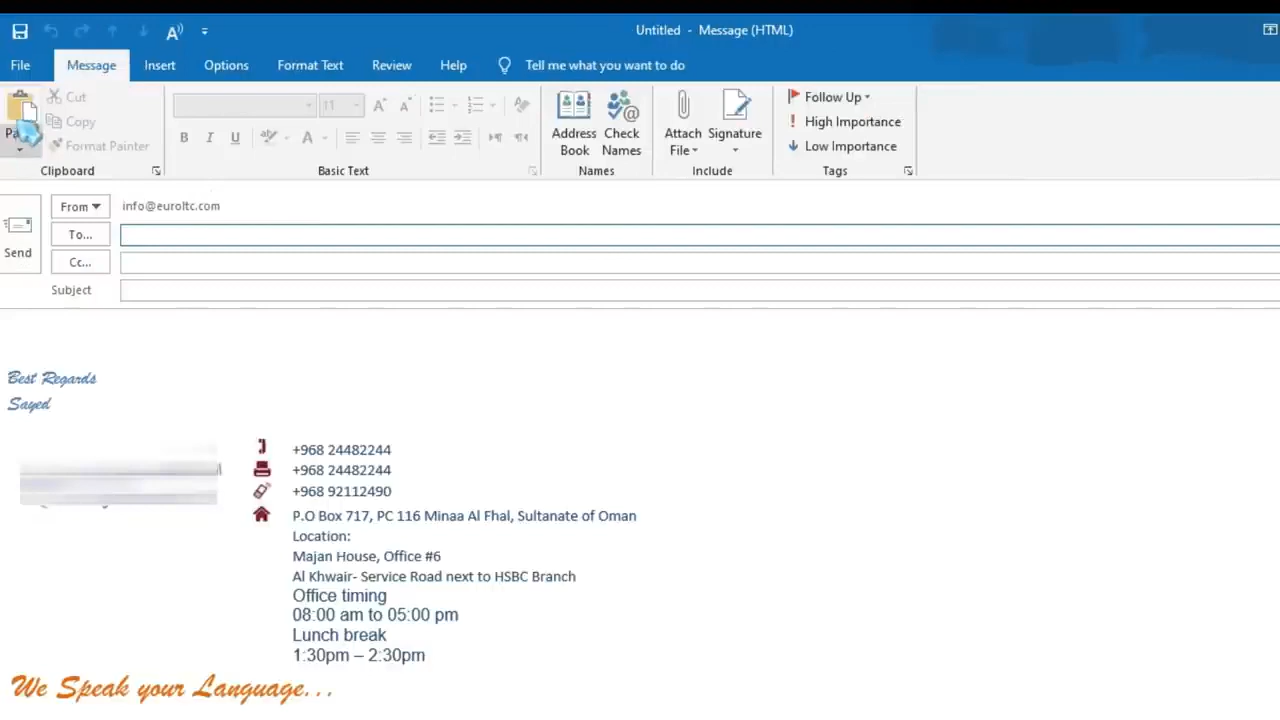 Untitled - Message (HTML)
File Message Insert Options Format Text Review Help Tell me what you want to do
Cut
Copy
Format Painter
Clipboard
11
Basic Text
Address Book
Check Names
Names
Attach File
Signature
Include
Follow Up
High Importance
Low Importance
Tags
Send
From info@euroltc.com
To...
Cc...
Subject
Best Regards
Sayed
+968 24482244
+968 24482244
+968 92112490
P.O Box 717, PC 116 Minaa Al Fhal, Sultanate of Oman
Location:
Majan House, Office #6
Al Khwair- Service Road next to HSBC Branch
Office timing
08:00 am to 05:00 pm
Lunch break
1:30pm – 2:30pm
We Speak your Language...